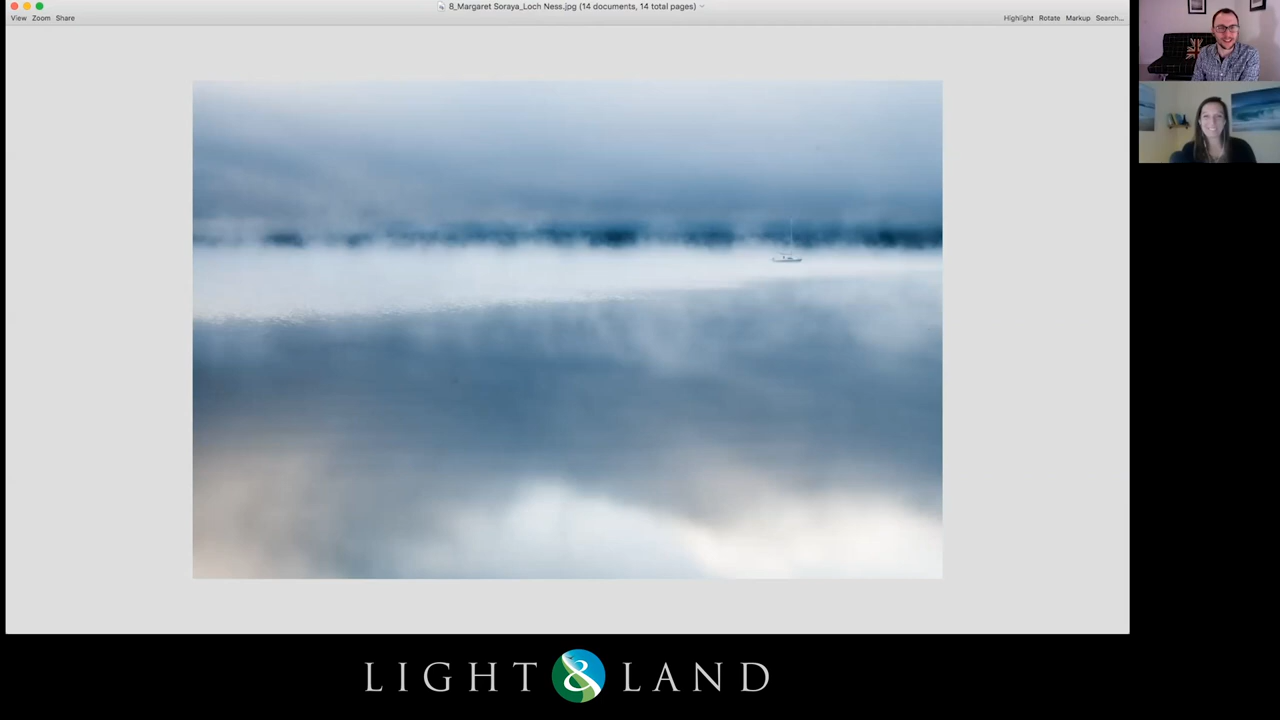 8_Margaret Soraya_Loch Ness.jpg (14 documents, 14 total pages)
View Zoom Share
Highlight Rotate Markup Search...
LIGHT & LAND